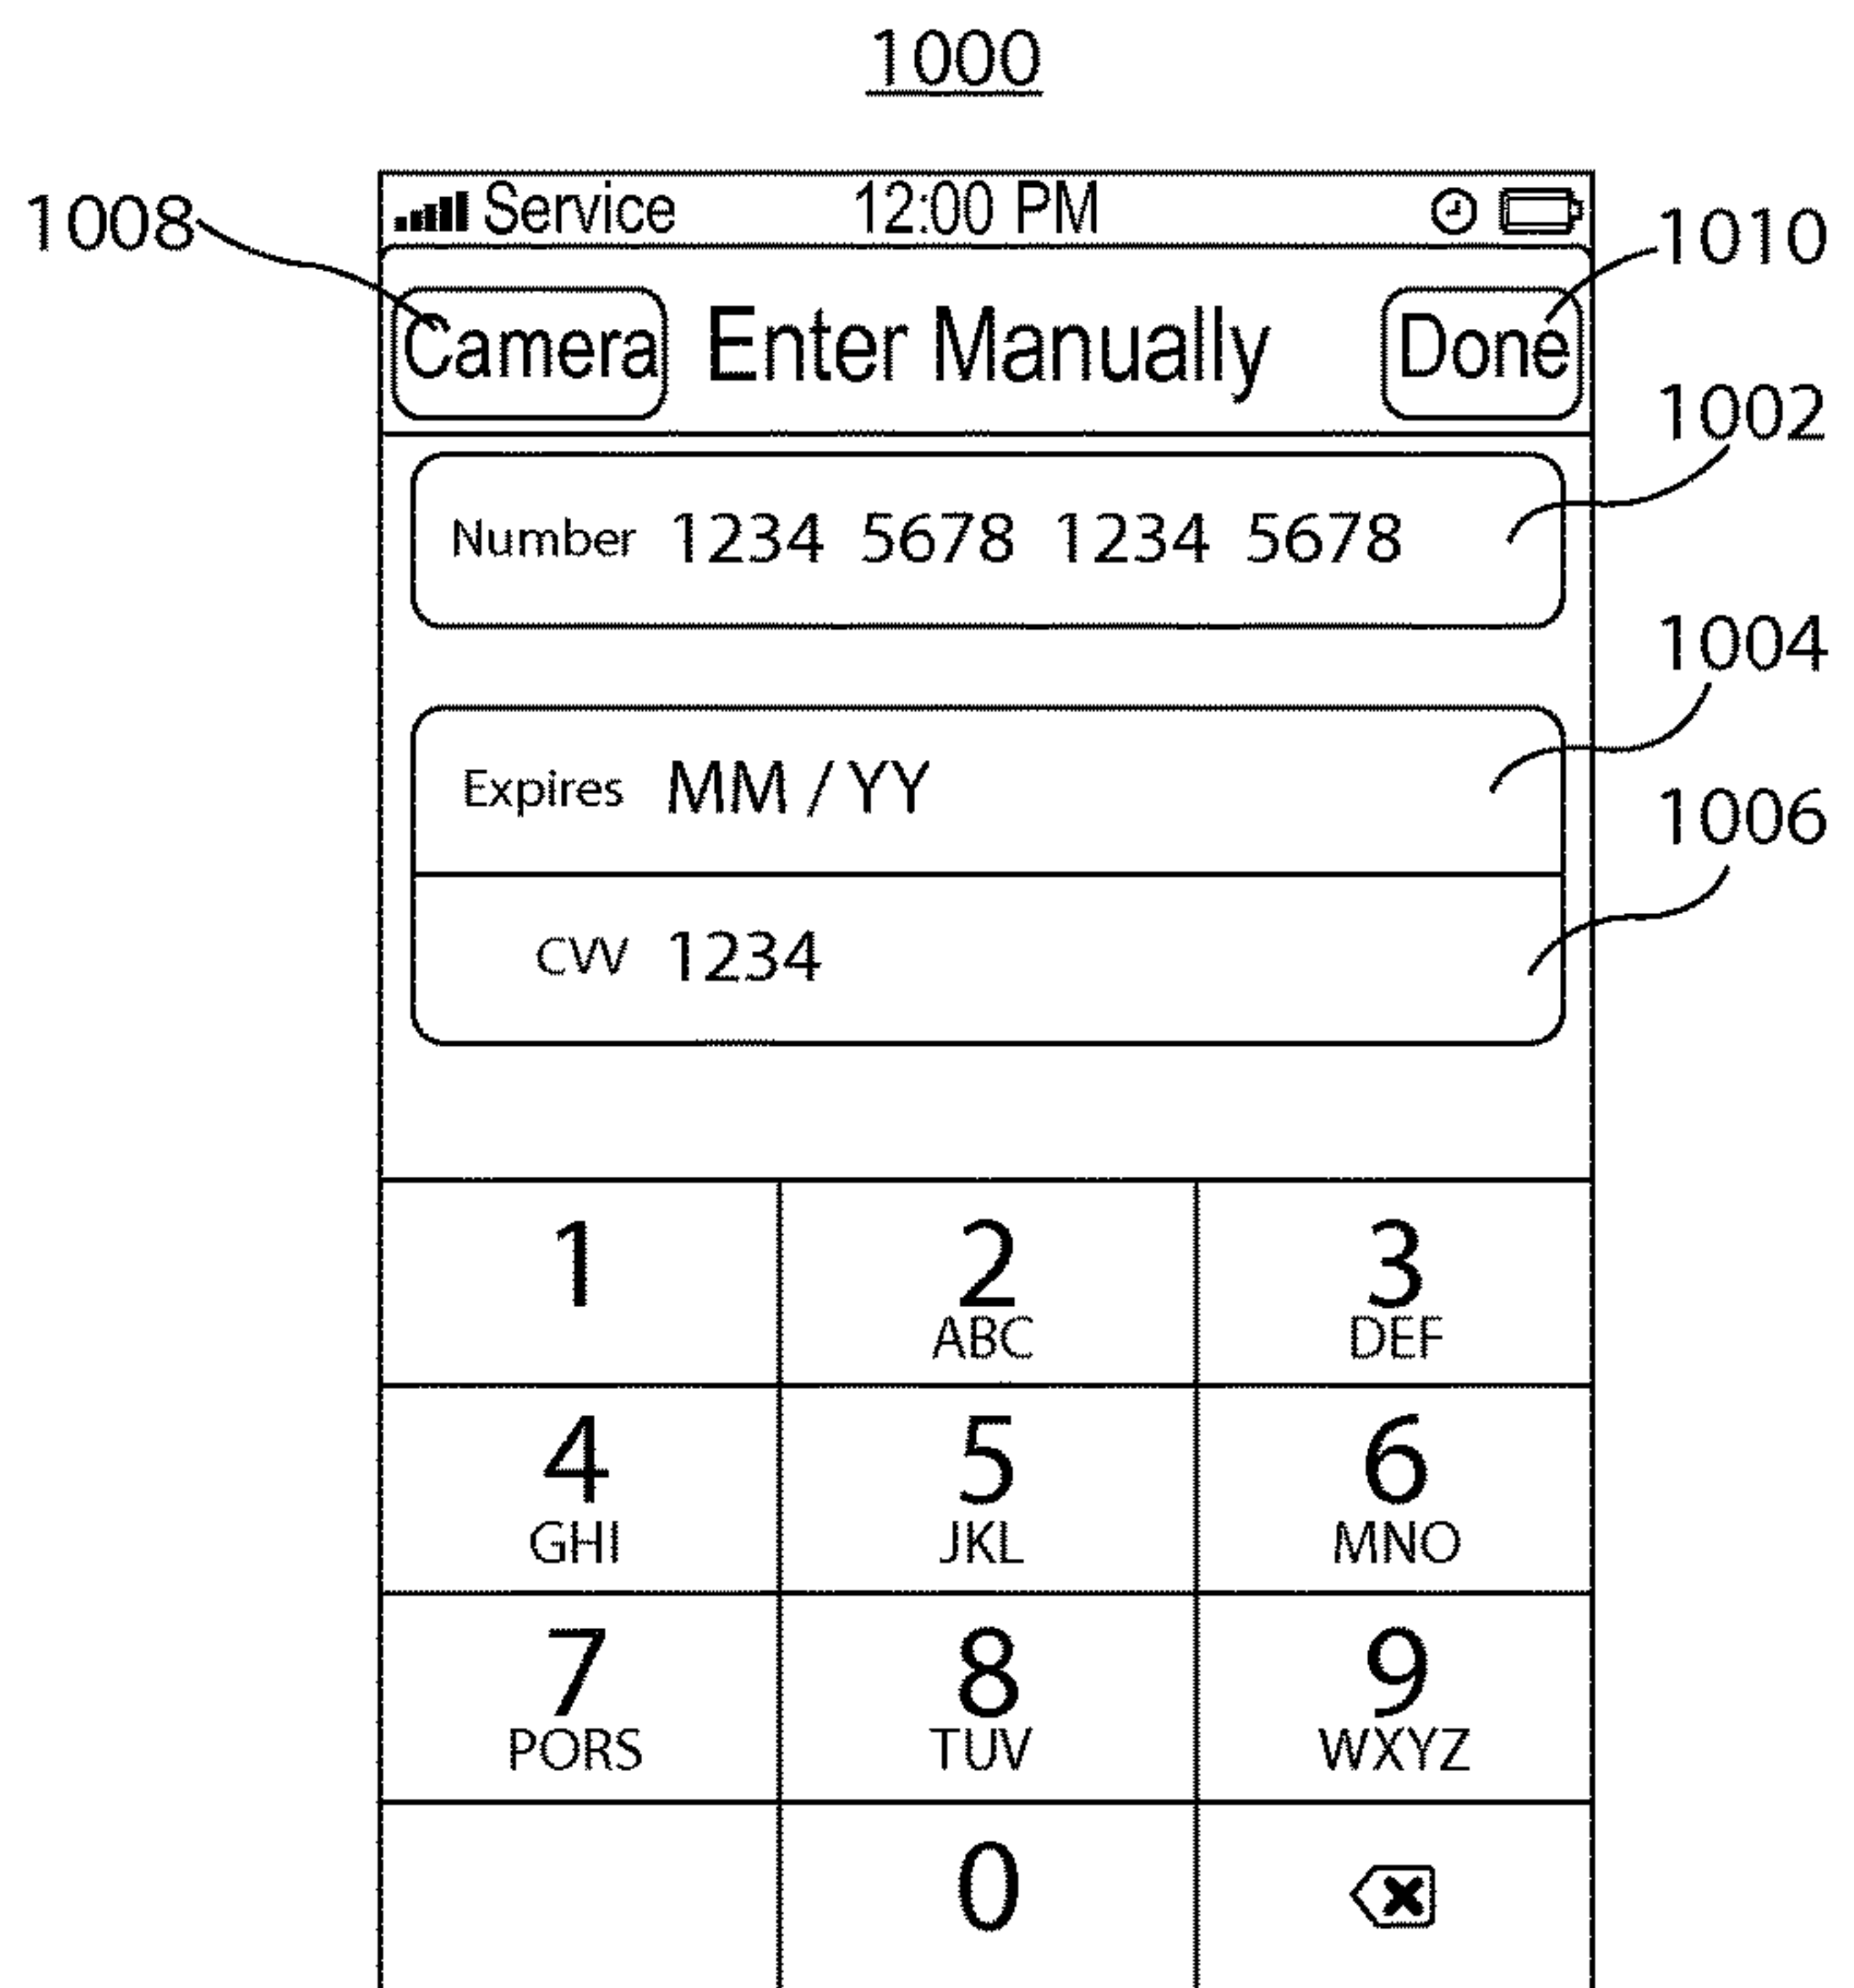 1000
1008
Service 12:00 PM
1010
Camera Enter Manually Done
1002
Number 1234 5678 1234 5678
1004
Expires MM / YY
1006
CVV 1234
1 2 3
ABC DEF
4 5 6
GHI JKL MNO
7 8 9
PORS TUV WXYZ
0